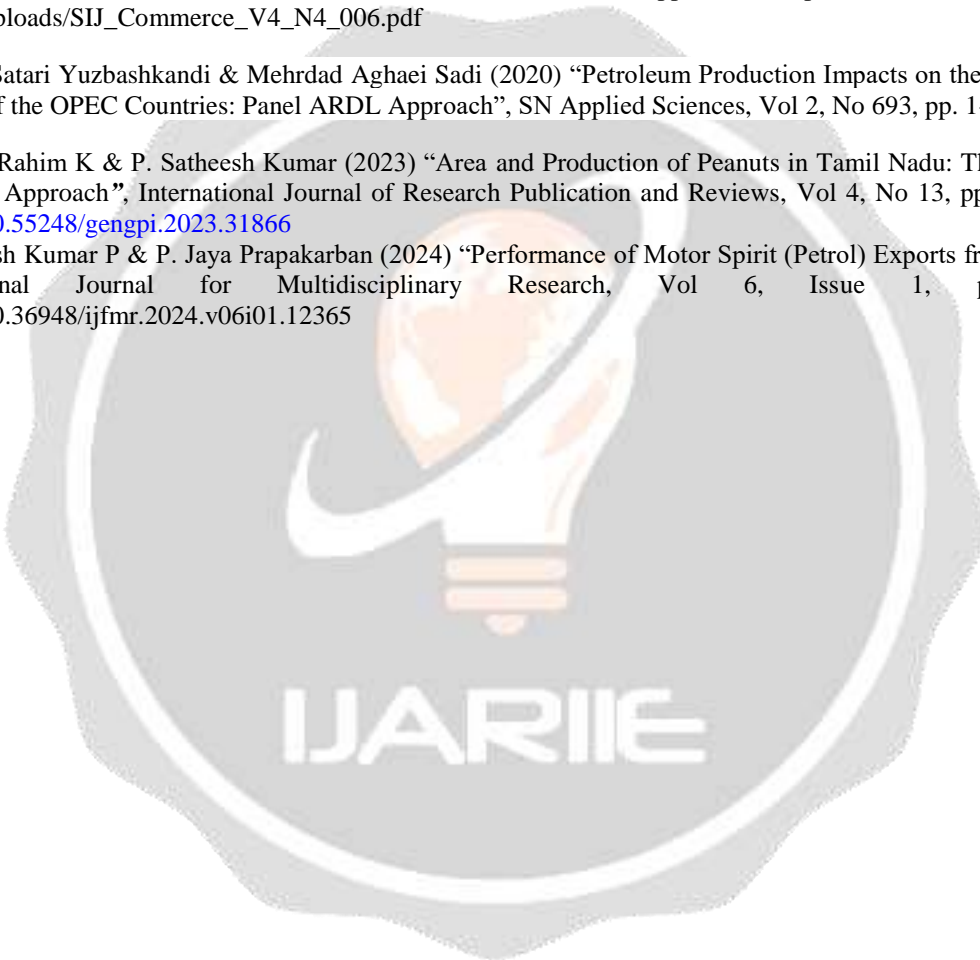 ploads/SIJ_Commerce_V4_N4_006.pdf
Satari Yuzbashkandi & Mehrdad Aghaei Sadi (2020) “Petroleum Production Impacts on the
f the OPEC Countries: Panel ARDL Approach”, SN Applied Sciences, Vol 2, No 693, pp. 1
Rahim K & P. Satheesh Kumar (2023) “Area and Production of Peanuts in Tamil Nadu: Th
Approach”, International Journal of Research Publication and Reviews, Vol 4, No 13, pp
0.55248/gengpi.2023.31866
sh Kumar P & P. Jaya Prapakarban (2024) “Performance of Motor Spirit (Petrol) Exports fr
nal Journal for Multidisciplinary Research, Vol 6, Issue 1, p
0.36948/ijfmr.2024.v06i01.12365
IJARIIE